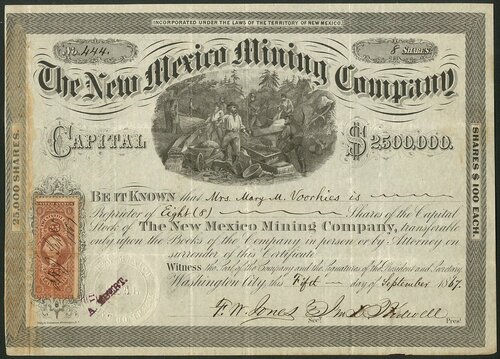 INCORPORATED UNDER THE LAWS OF THE TERRITORY OF NEW MEXICO.
No. 444.
8 SHARES.
The New Mexico Mining Company
CAPITAL $2500,000.
25,000 SHARES.
SHARES $100 EACH.
BE IT KNOWN that Mrs. Mary M. Voorhies is
Proprietor of Eight (8) Shares of the Capital
Stock of The New Mexico Mining Company, transferable
only upon the Books of the Company in person or by Attorney on
surrender of this Certificate.
Witness the Seal of the Company and the Signatures of the President and Secretary.
Washington City this Fifth day of September 1867.
F. W. Jones Secy.
Prest.